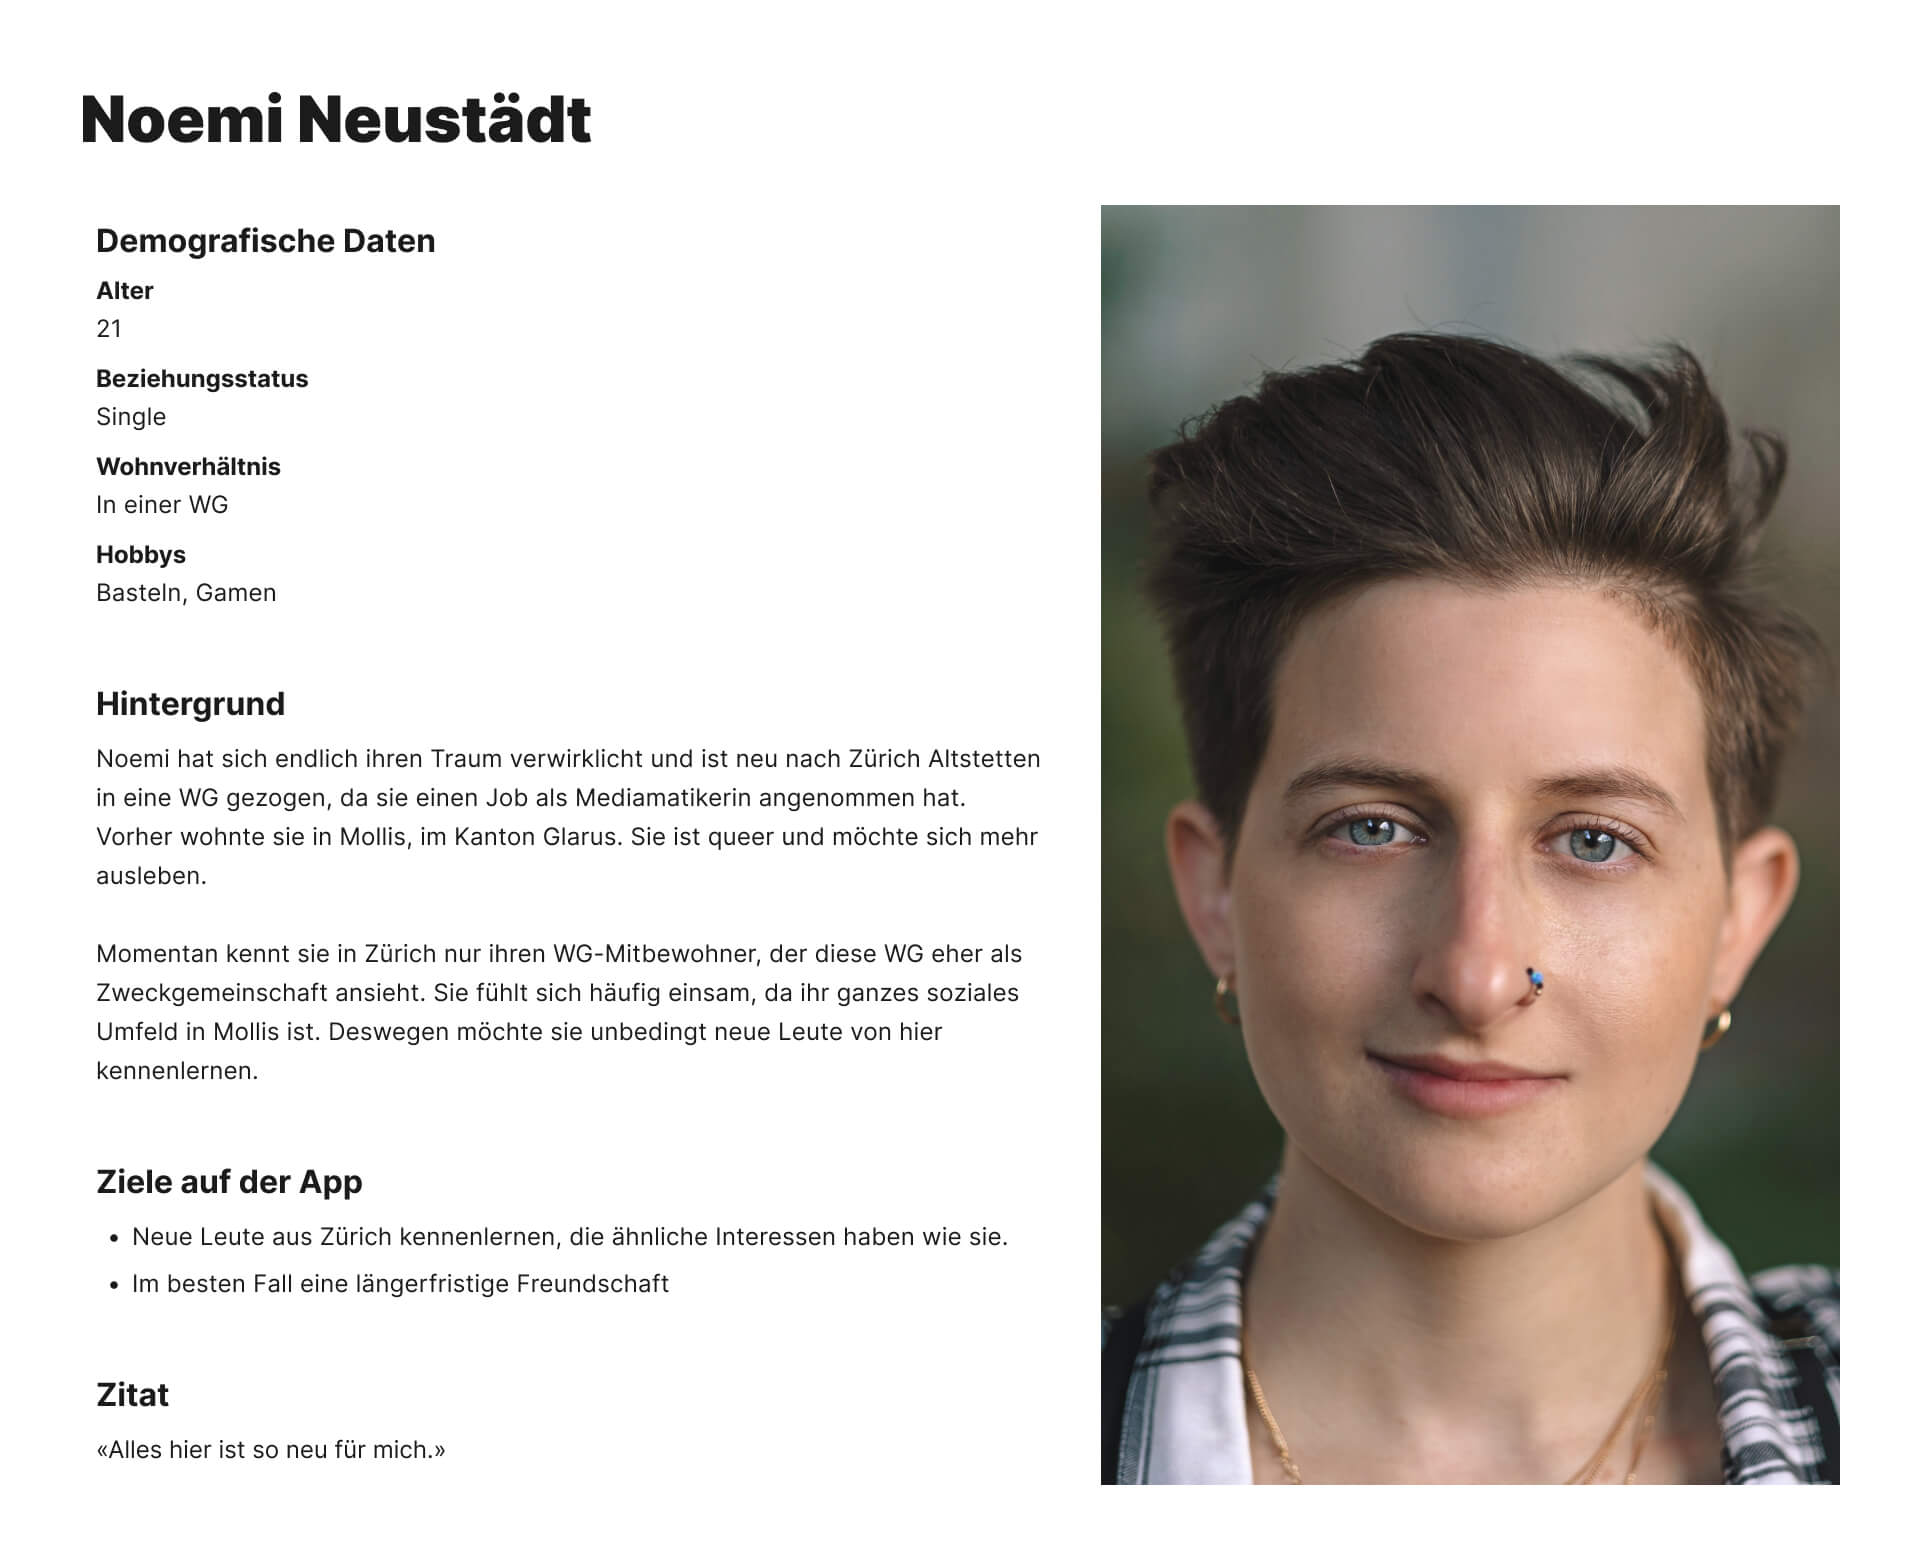 Noemi Neustädt
Demografische Daten
Alter
21
Beziehungsstatus
Single
Wohnverhältnis
In einer WG
Hobbys
Basteln, Gamen
Hintergrund
Noemi hat sich endlich ihren Traum verwirklicht und ist neu nach Zürich Altstetten
in eine WG gezogen, da sie einen Job als Mediamatikerin angenommen hat.
Vorher wohnte sie in Mollis, im Kanton Glarus. Sie ist queer und möchte sich mehr
ausleben.
Momentan kennt sie in Zürich nur ihren WG-Mitbewohner, der diese WG eher als
Zweckgemeinschaft ansieht. Sie fühlt sich häufig einsam, da ihr ganzes soziales
Umfeld in Mollis ist. Deswegen möchte sie unbedingt neue Leute von hier
kennenlernen.
Ziele auf der App
• Neue Leute aus Zürich kennenlernen, die ähnliche Interessen haben wie sie.
• Im besten Fall eine längerfristige Freundschaft
Zitat
«Alles hier ist so neu für mich.»